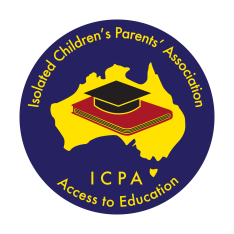 Isolated Children's Parents' Association
ICPA
Access to Education